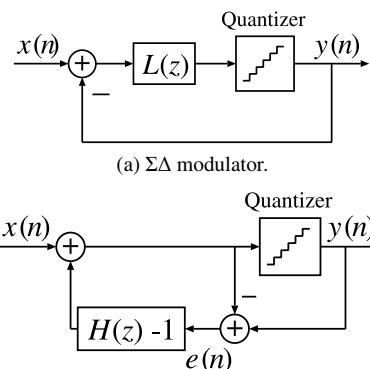 Quantizer
x(n) + L(z) y(n)
−
(a) ΣΔ modulator.
Quantizer
x(n) + y(n)
−
H(z) -1 +
e(n)